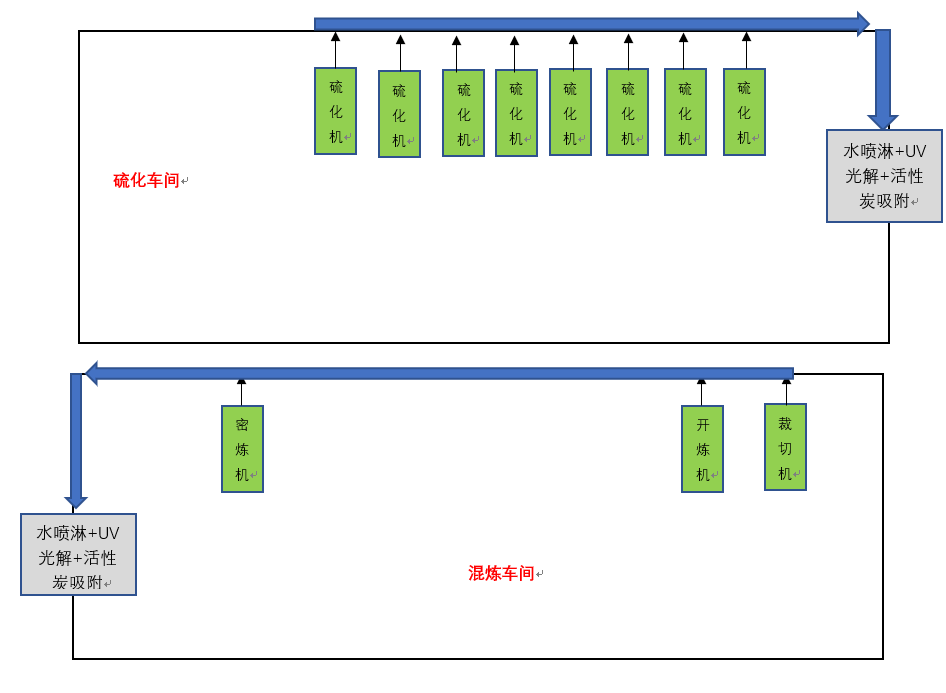 硫化机
硫化机
硫化机
硫化机
硫化机
硫化机
硫化机
硫化机
水喷淋+UV
光解+活性
炭吸附
硫化车间
密炼机
开炼机
裁切机
水喷淋+UV
光解+活性
炭吸附
混炼车间